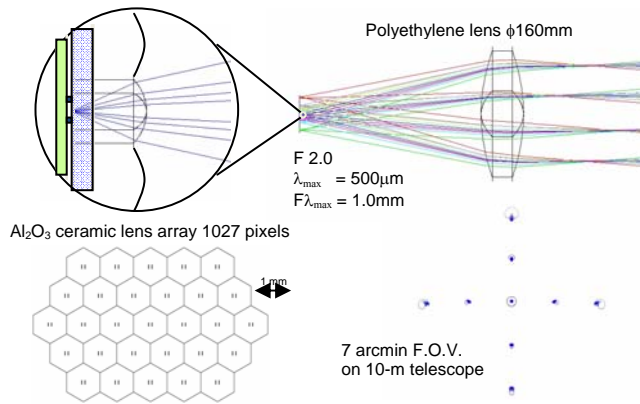 Polyethylene lens ϕ160mm
F 2.0
λmax = 500μm
Fλmax = 1.0mm
Al2O3 ceramic lens array 1027 pixels
1 mm
7 arcmin F.O.V.
on 10-m telescope